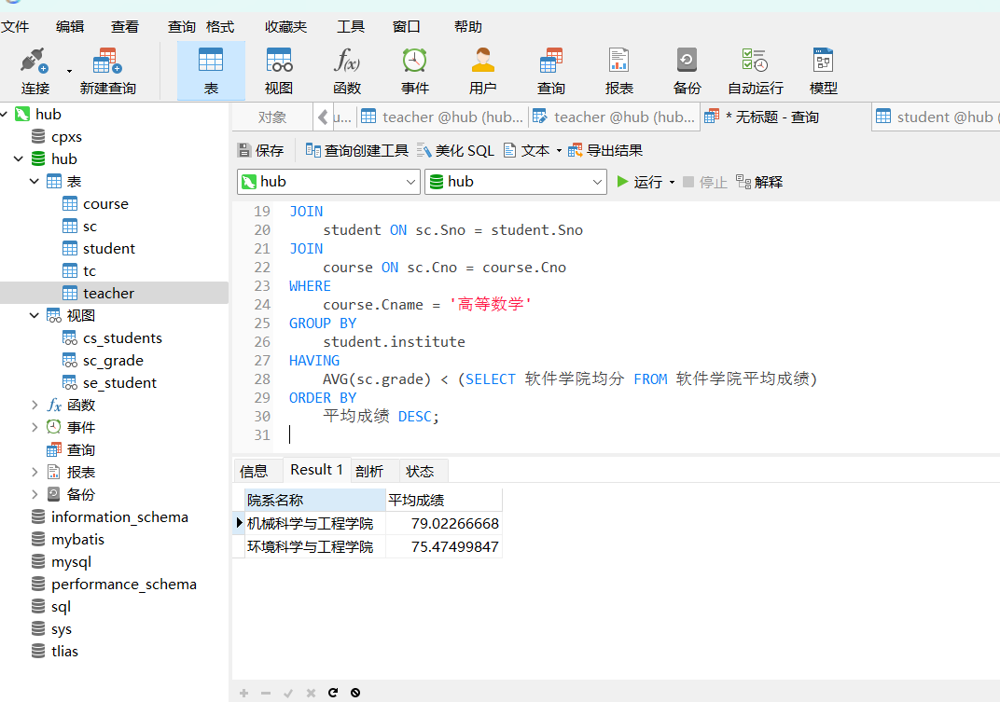 文件 编辑 查看 查询 格式 收藏夹 工具 窗口 帮助
连接 新建查询 表 视图 函数 事件 用户 查询 报表 备份 自动运行 模型
对象 u... teacher @hub (hub... teacher @hub (hub... * 无标题 - 查询 student @hub (
保存 查询创建工具 美化 SQL 文本 导出结果
hub hub 运行 停止 解释
hub
cpxs
hub
表
course
sc
student
tc
teacher
视图
cs_students
sc_grade
se_student
fx 函数
事件
查询
报表
备份
information_schema
mybatis
mysql
performance_schema
sql
sys
tlias
19 JOIN
20 student ON sc.Sno = student.Sno
21 JOIN
22 course ON sc.Cno = course.Cno
23 WHERE
24 course.Cname = '高等数学'
25 GROUP BY
26 student.institute
27 HAVING
28 AVG(sc.grade) < (SELECT 软件学院均分 FROM 软件学院平均成绩)
29 ORDER BY
30 平均成绩 DESC;
31
信息 Result 1 剖析 状态
院系名称 平均成绩
机械科学与工程学院 79.02266668
环境科学与工程学院 75.47499847